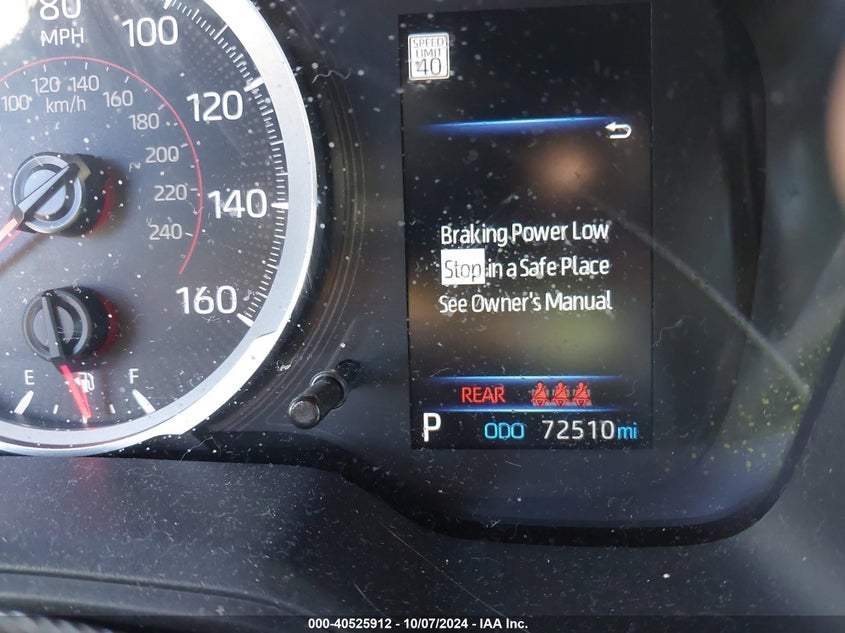 80
MPH
100
120
140
160
100 120 140 160
km/h
180
200
220
240
E F
SPEED
LIMIT
40
Braking Power Low
Stop in a Safe Place
See Owner's Manual
REAR
P ODO 72510 mi
000-40525912 - 10/07/2024 - IAA Inc.